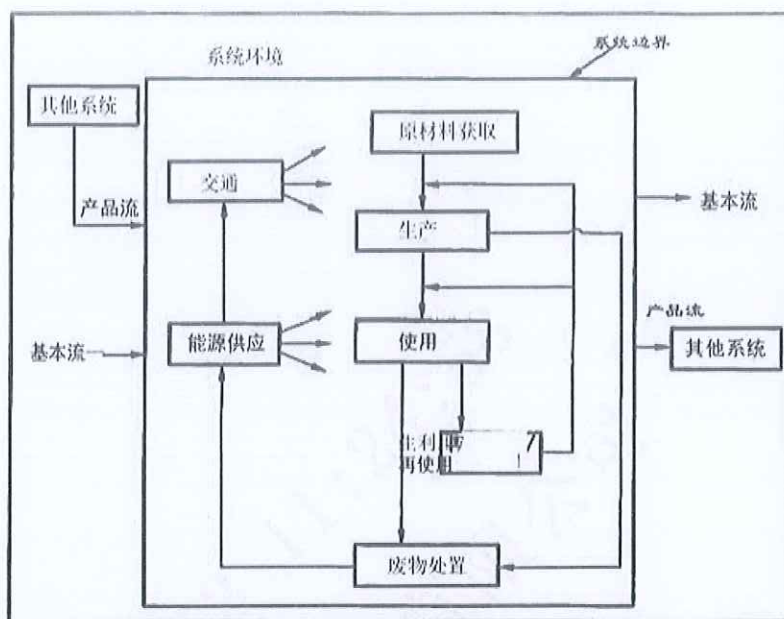 系统边界
系统环境
其他系统
原材料获取
交通
产品流
基本流
生产
产品流
基本流
能源供应
使用
其他系统
再使用
废物处置